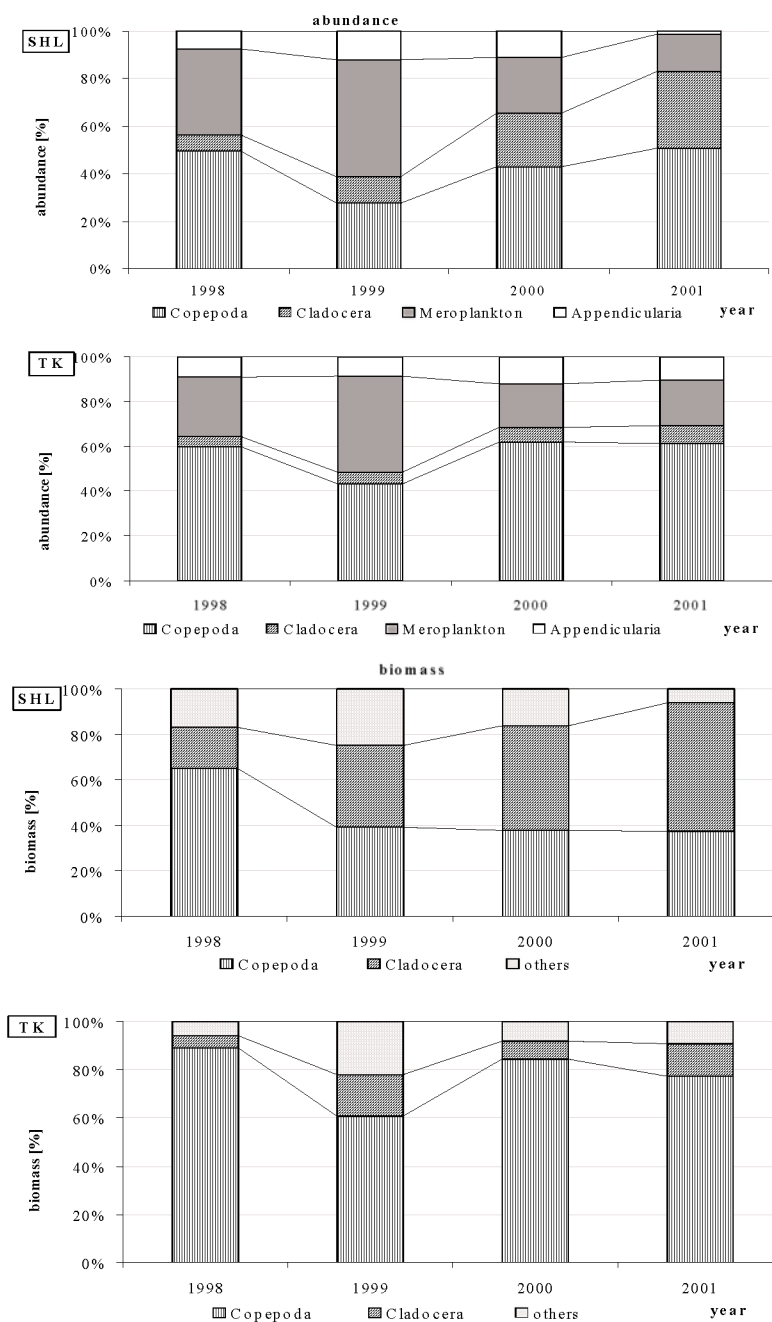 abundance
SHL
100%
80%
60%
40%
20%
0%
abundance [%]
1998 1999 2000 2001
Copepoda Cladocera Meroplankton Appendicularia year
TK
100%
80%
60%
40%
20%
0%
abundance [%]
1998 1999 2000 2001
Copepoda Cladocera Meroplankton Appendicularia year
biomass
SHL
100%
80%
60%
40%
20%
0%
biomass [%]
1998 1999 2000 2001
Copepoda Cladocera others year
TK
100%
80%
60%
40%
20%
0%
biomass [%]
1998 1999 2000 2001
Copepoda Cladocera others year